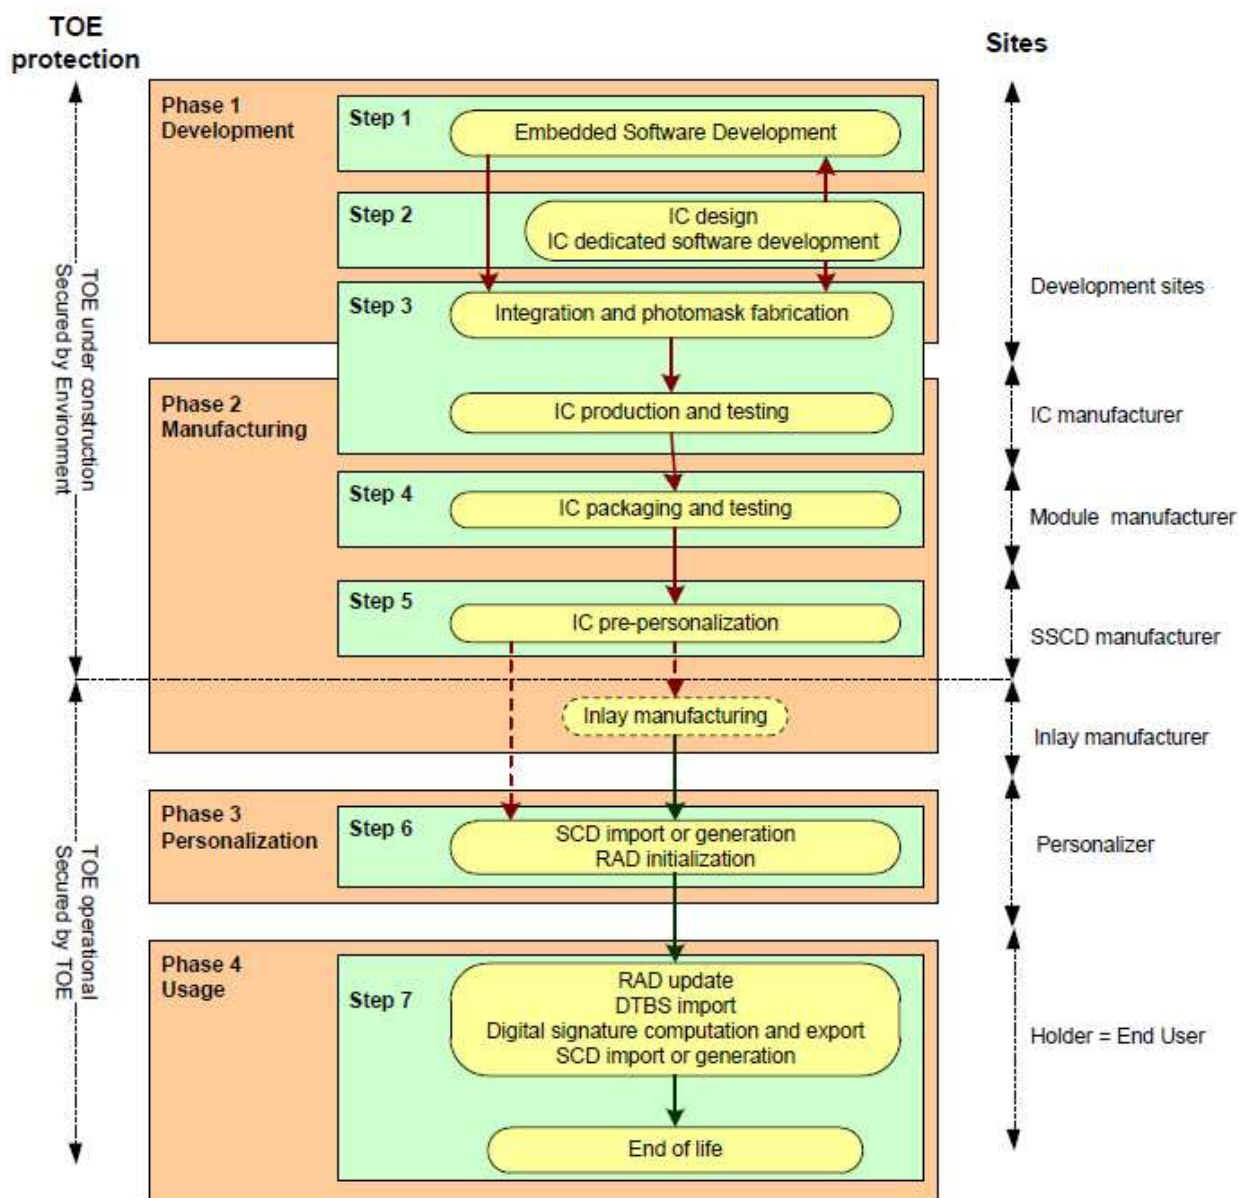 TOE
protection
Sites
Phase 1
Development
Step 1
Embedded Software Development
Step 2
IC design
IC dedicated software development
Step 3
Integration and photomask fabrication
Development sites
TOE under construction
Secured by Environment
Phase 2
Manufacturing
IC production and testing
IC manufacturer
Step 4
IC packaging and testing
Module manufacturer
Step 5
IC pre-personalization
SSCD manufacturer
Inlay manufacturing
Inlay manufacturer
Phase 3
Personalization
Step 6
SCD import or generation
RAD initialization
Personalizer
TOE operational
Secured by TOE
Phase 4
Usage
Step 7
RAD update
DTBS import
Digital signature computation and export
SCD import or generation
Holder = End User
End of life